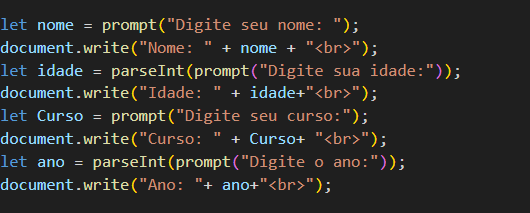 let nome = prompt("Digite seu nome: ");
document.write("Nome: " + nome + "<br>");
let idade = parseInt(prompt("Digite sua idade:"));
document.write("Idade: " + idade+"<br>");
let Curso = prompt("Digite seu curso:");
document.write("Curso: " + Curso+ "<br>");
let ano = parseInt(prompt("Digite o ano:"));
document.write("Ano: "+ ano+"<br>");